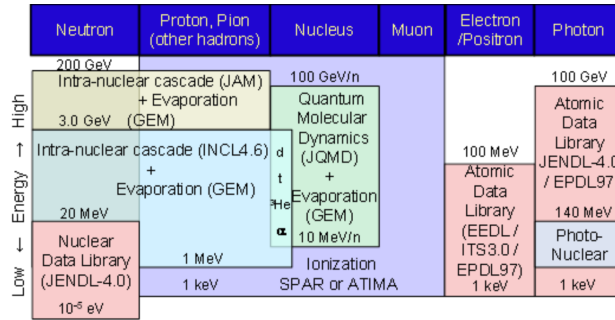 Neutron
Proton, Pion
(other hadrons)
Nucleus
Muon
Electron
/Positron
Photon
200 GeV
Intra-nuclear cascade (JAM)
+ Evaporation
(GEM)
3.0 GeV
Intra-nuclear cascade (INCL4.6)
+
Evaporation (GEM)
d
t
³He
α
20 MeV
Nuclear
Data Library
(JENDL-4.0)
10⁻⁵ eV
1 MeV
1 keV
100 GeV/n
Quantum
Molecular
Dynamics
(JQMD)
+
Evaporation
(GEM)
10 MeV/n
Ionization
SPAR or ATIMA
100 MeV
Atomic
Data
Library
(EEDL /
ITS3.0 /
EPDL97)
1 keV
100 GeV
Atomic
Data Library
JENDL-4.0
/ EPDL97
140 MeV
Photo-
Nuclear
1 keV
Low ← Energy → High